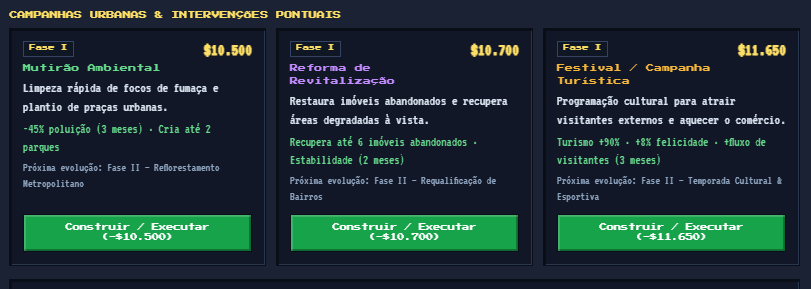 CAMPANHAS URBANAS & INTERVENÇÕES PONTUAIS
Fase I
$10.500
Mutirão Ambiental
Limpeza rápida de focos de fumaça e
plantio de praças urbanas.
-45% poluição (3 meses) · Cria até 2
parques
Próxima evolução: Fase II — Reflorestamento
Metropolitano
Construir / Executar
(-$10.500)
Fase I
$10.700
Reforma de
Revitalização
Restaura imóveis abandonados e recupera
áreas degradadas à vista.
Recupera até 6 imóveis abandonados ·
Estabilidade (2 meses)
Próxima evolução: Fase II — Requalificação de
Bairros
Construir / Executar
(-$10.700)
Fase I
$11.650
Festival / Campanha
Turística
Programação cultural para atrair
visitantes externos e aquecer o comércio.
Turismo +90% · +8% felicidade · +fluxo de
visitantes (3 meses)
Próxima evolução: Fase II — Temporada Cultural &
Esportiva
Construir / Executar
(-$11.650)